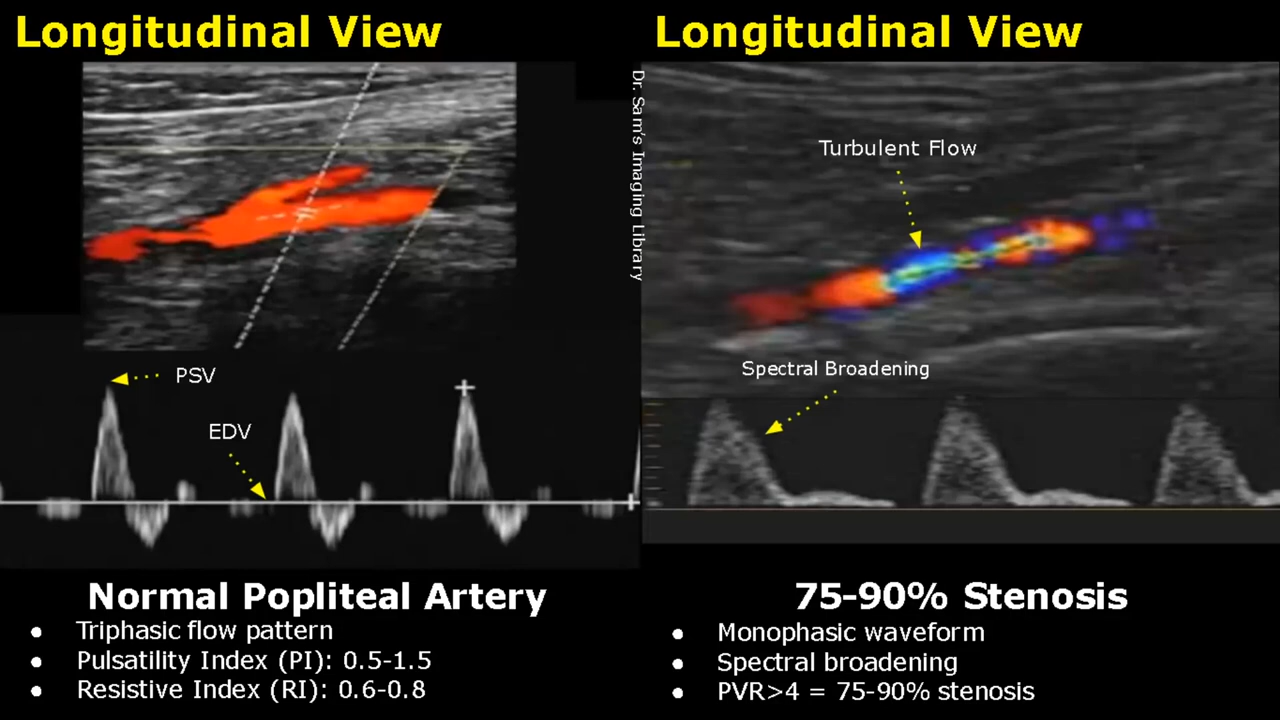 Longitudinal View
PSV
EDV
Normal Popliteal Artery
● Triphasic flow pattern
● Pulsatility Index (PI): 0.5-1.5
● Resistive Index (RI): 0.6-0.8
Dr. Sam's Imaging Library
Longitudinal View
Turbulent Flow
Spectral Broadening
75-90% Stenosis
● Monophasic waveform
● Spectral broadening
● PVR>4 = 75-90% stenosis